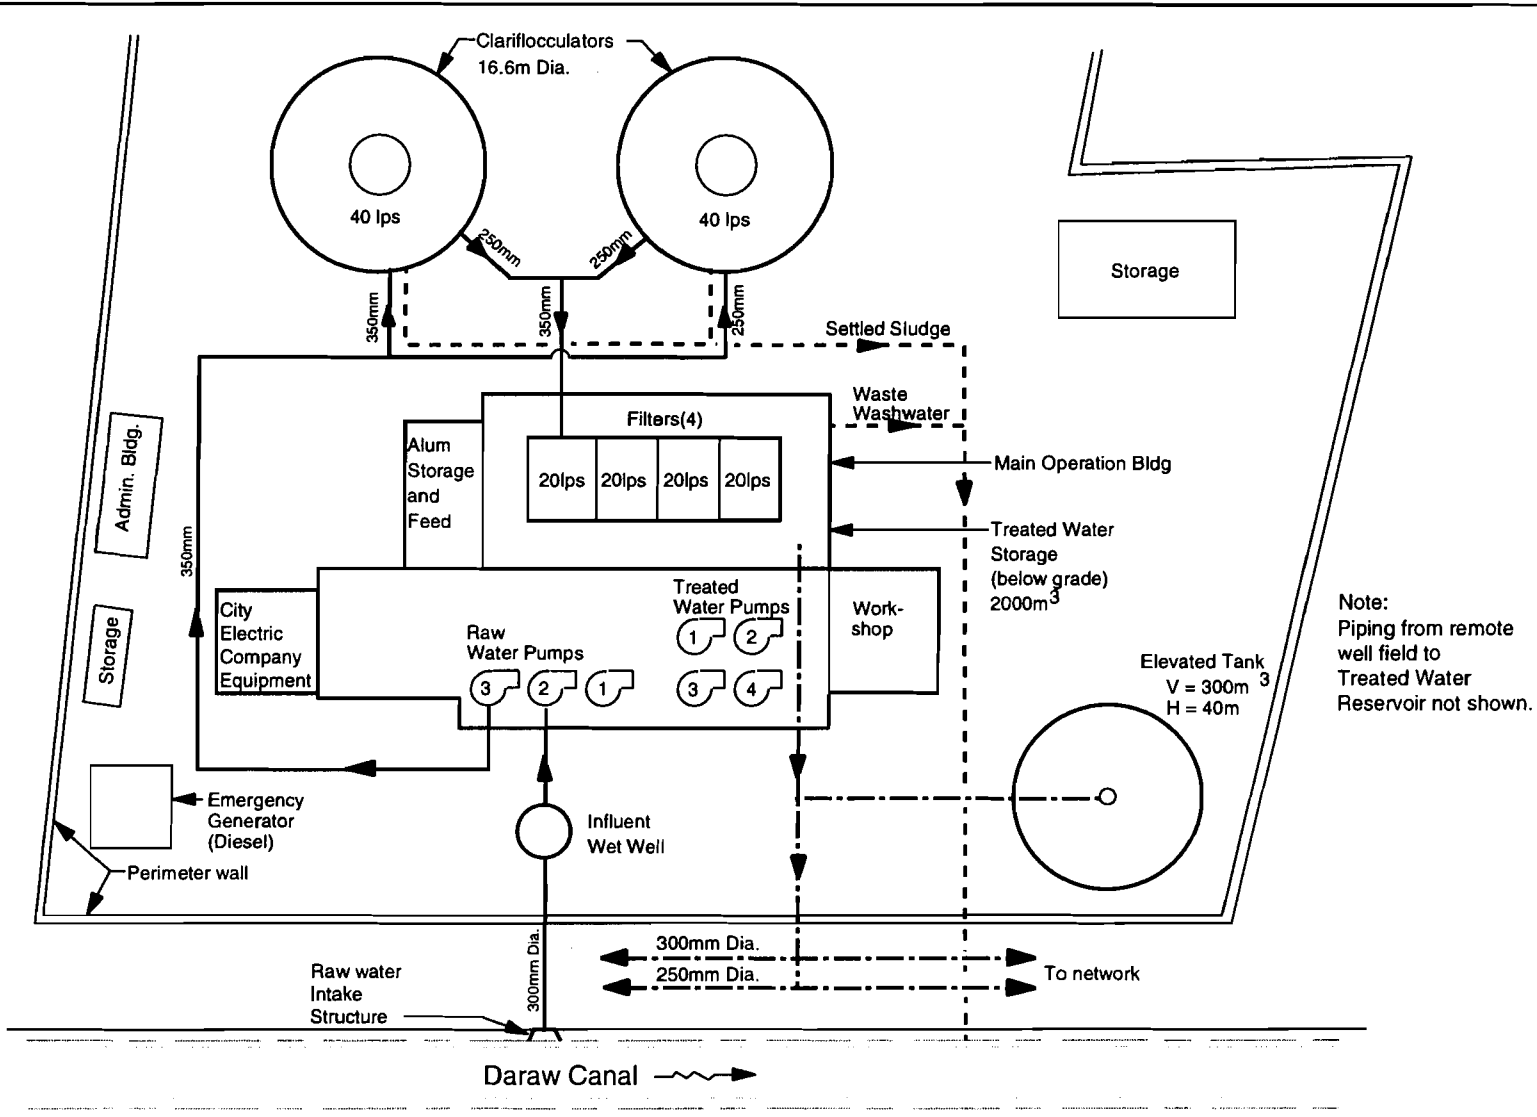 Clariflocculators
16.6m Dia.
40 lps
40 lps
250mm
250mm
350mm
350mm
250mm
Storage
Settled Sludge
Waste
Washwater
Filters(4)
20lps
20lps
20lps
20lps
Alum
Storage
and
Feed
Main Operation Bldg
Treated Water
Storage
(below grade)
2000m3
Admin. Bldg.
350mm
Storage
City
Electric
Company
Equipment
Raw
Water Pumps
3
2
1
Treated
Water Pumps
1
2
3
4
Work-
shop
Note:
Piping from remote
well field to
Treated Water
Reservoir not shown.
Elevated Tank
V = 300m 3
H = 40m
Emergency
Generator
(Diesel)
Influent
Wet Well
Perimeter wall
300mm Dia.
300mm Dia.
250mm Dia.
To network
Raw water
Intake
Structure
Daraw Canal